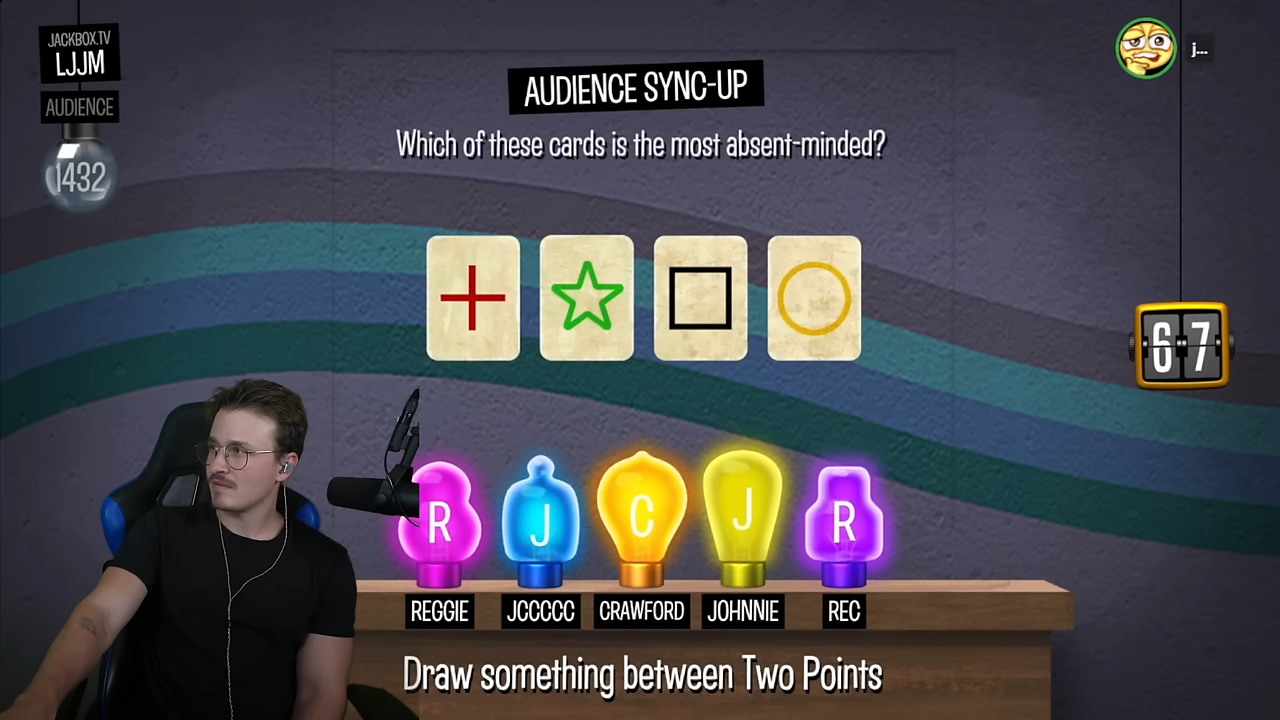 JACKBOX.TV
LJJM
AUDIENCE
1432
AUDIENCE SYNC-UP
Which of these cards is the most absent-minded?
j...
67
R
J
C
J
R
REGGIE
JCCCCC
CRAWFORD
JOHNNIE
REC
Draw something between Two Points